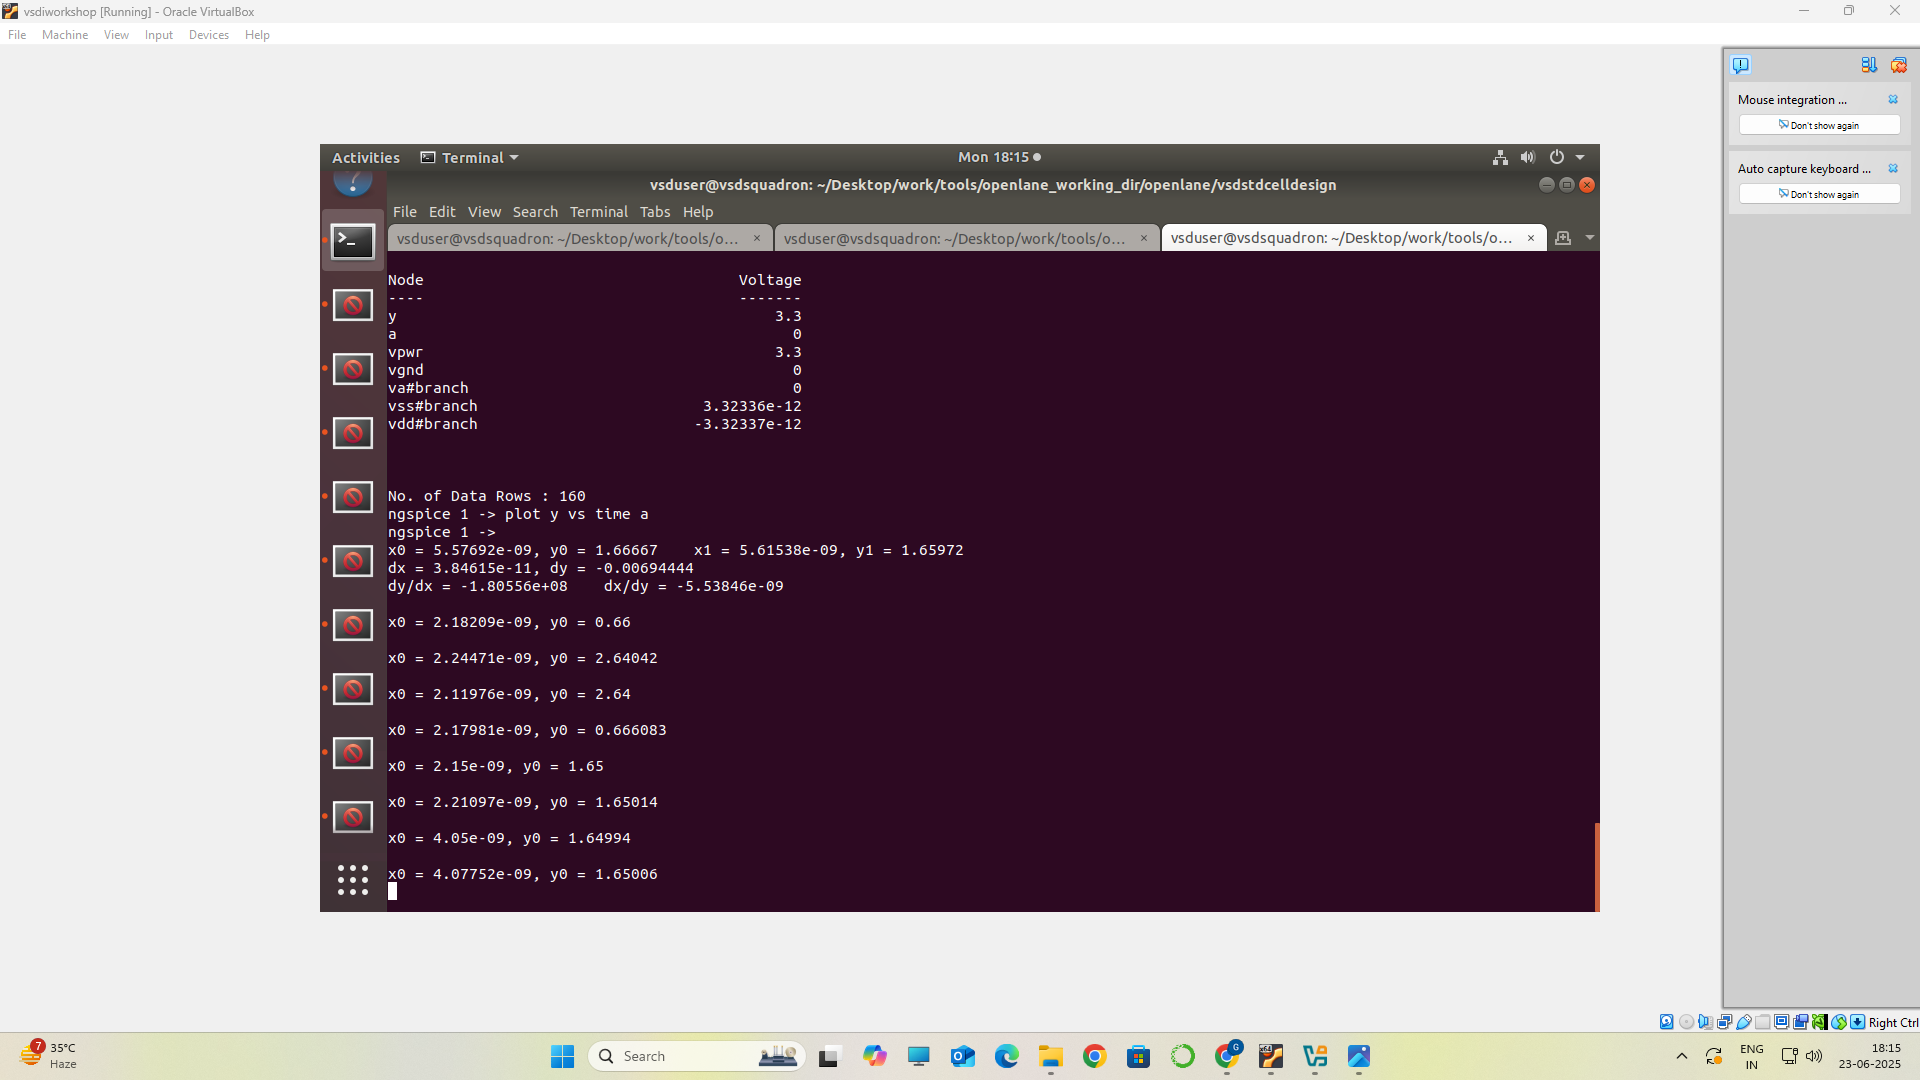 vsdiworkshop [Running] - Oracle VirtualBox
File Machine View Input Devices Help
Mouse integration ...
Don't show again
Auto capture keyboard ...
Don't show again
Activities Terminal Mon 18:15
vsduser@vsdsquadron: ~/Desktop/work/tools/openlane_working_dir/openlane/vsdstdcelldesign
File Edit View Search Terminal Tabs Help
vsduser@vsdsquadron: ~/Desktop/work/tools/o... × vsduser@vsdsquadron: ~/Desktop/work/tools/o... × vsduser@vsdsquadron: ~/Desktop/work/tools/o... ×
Node Voltage
---- -------
y 3.3
a 0
vpwr 3.3
vgnd 0
va#branch 0
vss#branch 3.32336e-12
vdd#branch -3.32337e-12
No. of Data Rows : 160
ngspice 1 -> plot y vs time a
ngspice 1 ->
x0 = 5.57692e-09, y0 = 1.66667 x1 = 5.61538e-09, y1 = 1.65972
dx = 3.84615e-11, dy = -0.00694444
dy/dx = -1.80556e+08 dx/dy = -5.53846e-09
x0 = 2.18209e-09, y0 = 0.66
x0 = 2.24471e-09, y0 = 2.64042
x0 = 2.11976e-09, y0 = 2.64
x0 = 2.17981e-09, y0 = 0.666083
x0 = 2.15e-09, y0 = 1.65
x0 = 2.21097e-09, y0 = 1.65014
x0 = 4.05e-09, y0 = 1.64994
x0 = 4.07752e-09, y0 = 1.65006
Right Ctrl
7
35°C
Haze
Search
G
ENG
IN
18:15
23-06-2025